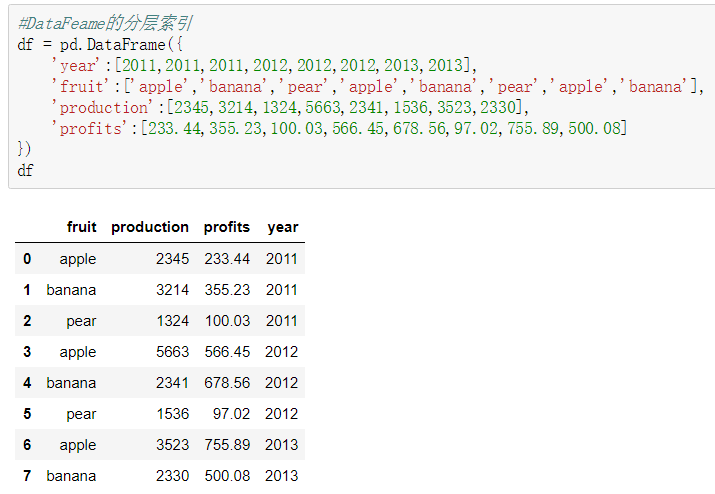 #DataFeame的分层索引
df = pd.DataFrame({
    'year':[2011,2011,2011,2012,2012,2012,2013,2013],
    'fruit':['apple','banana','pear','apple','banana','pear','apple','banana'],
    'production':[2345,3214,1324,5663,2341,1536,3523,2330],
    'profits':[233.44,355.23,100.03,566.45,678.56,97.02,755.89,500.08]
})
df
fruit production profits year
0 apple 2345 233.44 2011
1 banana 3214 355.23 2011
2 pear 1324 100.03 2011
3 apple 5663 566.45 2012
4 banana 2341 678.56 2012
5 pear 1536 97.02 2012
6 apple 3523 755.89 2013
7 banana 2330 500.08 2013